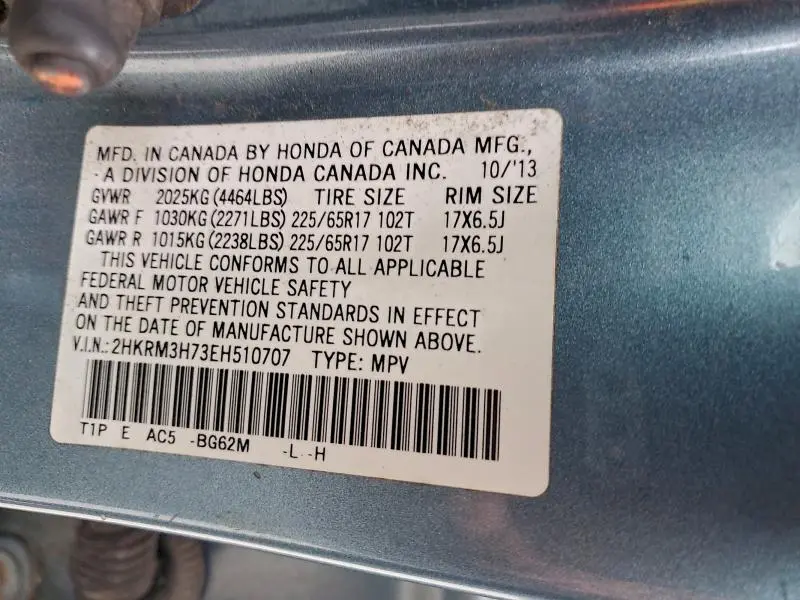 MFD. IN CANADA BY HONDA OF CANADA MFG.,
A DIVISION OF HONDA CANADA INC. 10/'13
GVWR 2025KG (4464LBS) TIRE SIZE RIM SIZE
GAWR F 1030KG (2271LBS) 225/65R17 102T 17X6.5J
GAWR R 1015KG (2238LBS) 225/65R17 102T 17X6.5J
THIS VEHICLE CONFORMS TO ALL APPLICABLE
FEDERAL MOTOR VEHICLE SAFETY
AND THEFT PREVENTION STANDARDS IN EFFECT
ON THE DATE OF MANUFACTURE SHOWN ABOVE.
V.I.N.: 2HKRM3H73EH510707 TYPE: MPV
T1P E AC5 -BG62M -L -H